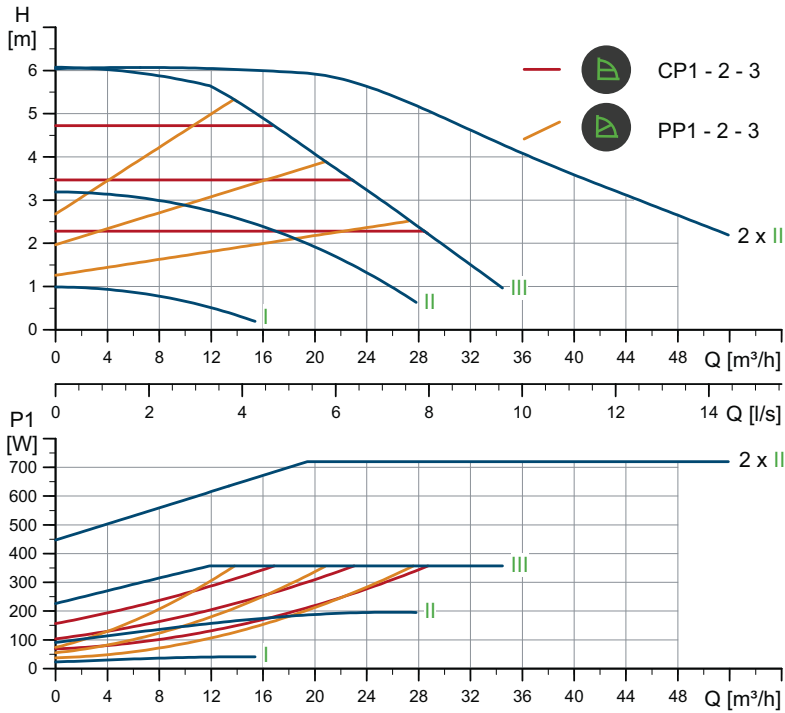 H
[m]
6
5
4
3
2
1
0
CP1 - 2 - 3
PP1 - 2 - 3
2 x II
III
II
I
0 4 8 12 16 20 24 28 32 36 40 44 48 Q [m³/h]
0 2 4 6 8 10 12 14 Q [l/s]
P1
[W]
700
600
500
400
300
200
100
0
2 x II
III
II
I
0 4 8 12 16 20 24 28 32 36 40 44 48 Q [m³/h]